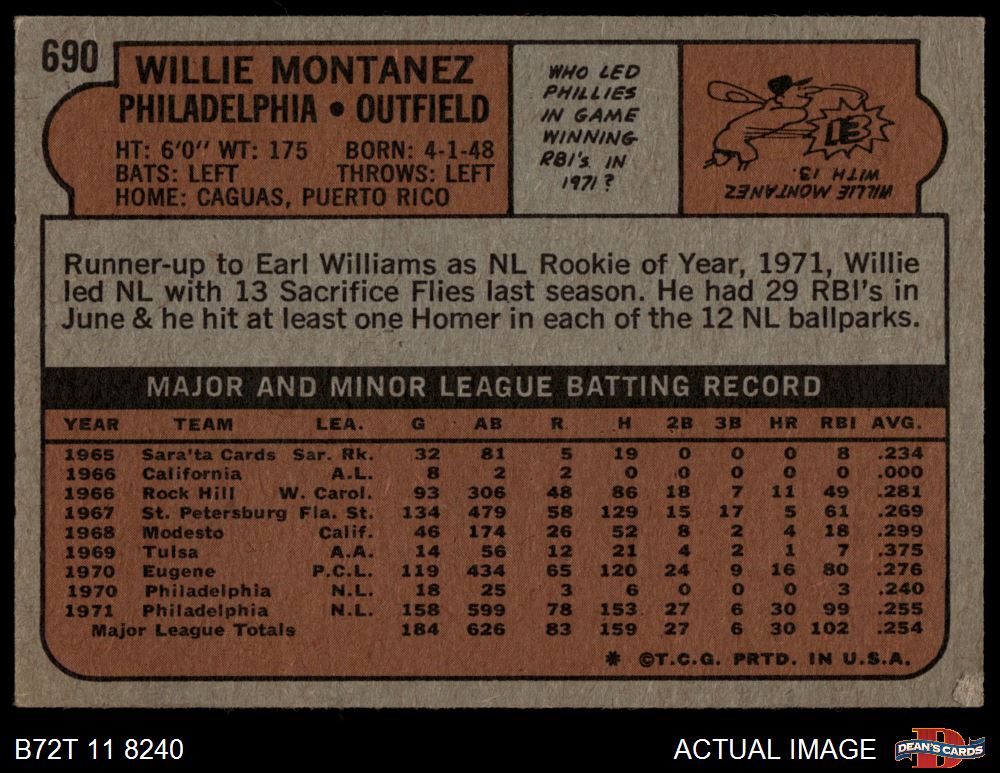 690
WILLIE MONTANEZ
PHILADELPHIA • OUTFIELD
HT: 6'0" WT: 175 BORN: 4-1-48
BATS: LEFT THROWS: LEFT
HOME: CAGUAS, PUERTO RICO
WHO LED
PHILLIES
IN GAME
WINNING
RBI's IN
1971?
WILLIE MONTANEZ
WITH 13.
Runner-up to Earl Williams as NL Rookie of Year, 1971, Willie
led NL with 13 Sacrifice Flies last season. He had 29 RBI's in
June & he hit at least one Homer in each of the 12 NL ballparks.
MAJOR AND MINOR LEAGUE BATTING RECORD
YEAR TEAM LEA. G AB R H 2B 3B HR RBI AVG.
1965 Sara'ta Cards Sar. Rk. 32 81 5 19 0 0 0 8 .234
1966 California A.L. 8 2 2 0 0 0 0 0 .000
1966 Rock Hill W. Carol. 93 306 48 86 18 7 11 49 .281
1967 St. Petersburg Fla. St. 134 479 58 129 15 17 5 61 .269
1968 Modesto Calif. 46 174 26 52 8 2 4 18 .299
1969 Tulsa A.A. 14 56 12 21 4 2 1 7 .375
1970 Eugene P.C.L. 119 434 65 120 24 9 16 80 .276
1970 Philadelphia N.L. 18 25 3 6 0 0 0 3 .240
1971 Philadelphia N.L. 158 599 78 153 27 6 30 99 .255
Major League Totals 184 626 83 159 27 6 30 102 .254
* ©T.C.G. PRTD. IN U.S.A.
B72T 11 8240
ACTUAL IMAGE
DEAN'S CARDS